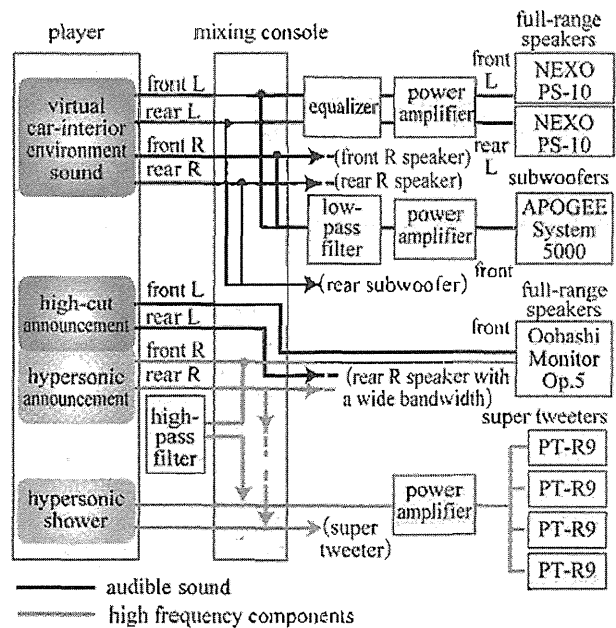 player
mixing console
full-range
speakers
virtual
car-interior
environment
sound
front L
rear L
front R
rear R
equalizer
power
amplifier
front
L
NEXO
PS-10
NEXO
PS-10
rear
L
(front R speaker)
(rear R speaker)
subwoofers
low-pass
filter
power
amplifier
APOGEE
System
5000
front
(rear subwoofer)
high-cut
announcement
front L
rear L
full-range
speakers
front
Oohashi
Monitor
Op.5
hypersonic
announcement
front R
rear R
(rear R speaker with
a wide bandwidth)
high-
pass
filter
super tweeters
PT-R9
PT-R9
PT-R9
PT-R9
hypersonic
shower
power
amplifier
(super
tweeter)
audible sound
high frequency components